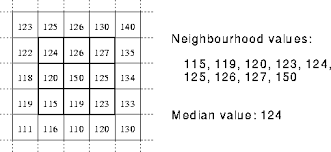 123 125 126 130 140
122 124 126 127 135
118 120 150 125 134
119 115 119 123 133
111 116 110 120 130
Neighbourhood values:
115, 119, 120, 123, 124,
125, 126, 127, 150
Median value: 124